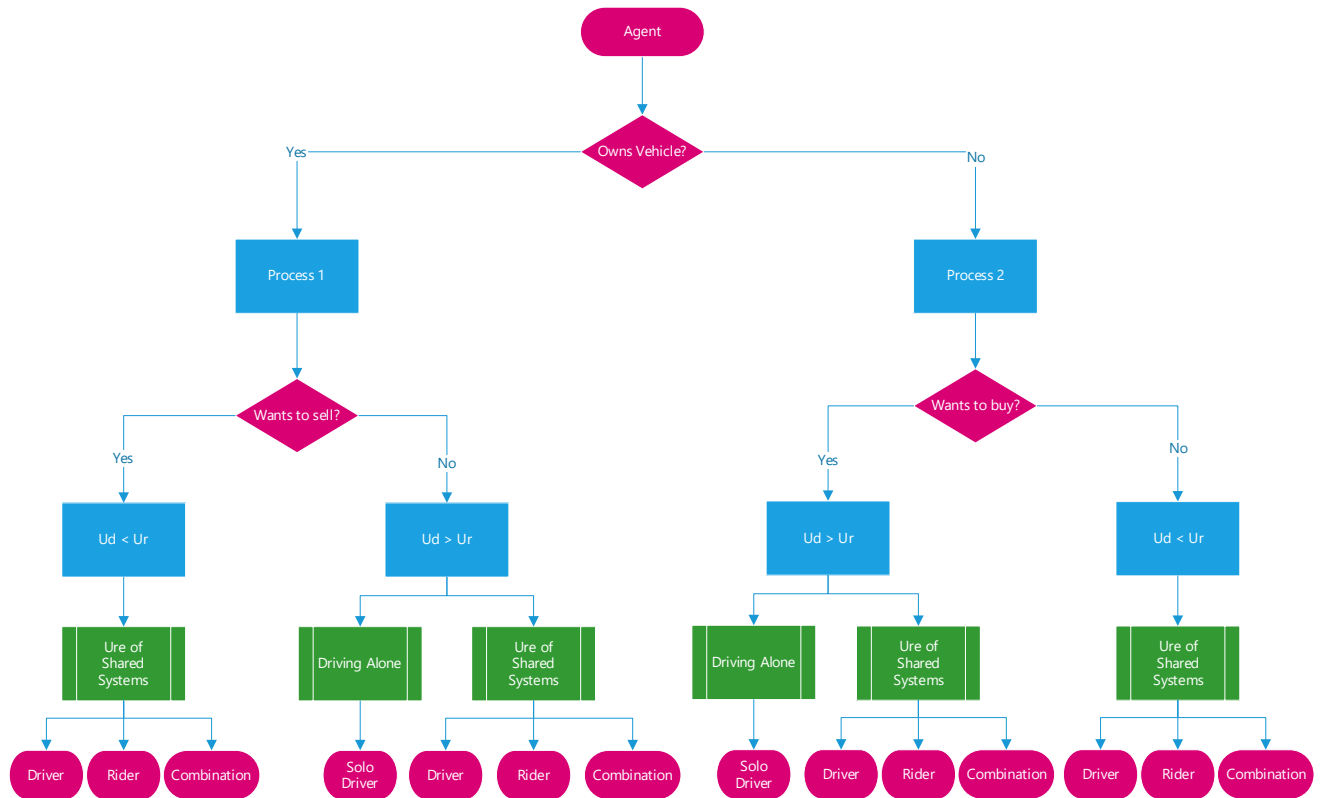 Agent
Owns Vehicle?
Yes
No
Process 1
Process 2
Wants to sell?
Wants to buy?
Yes
No
Yes
No
Ud < Ur
Ud > Ur
Ud > Ur
Ud < Ur
Ure of
Shared
Systems
Driving Alone
Ure of
Shared
Systems
Driving Alone
Ure of
Shared
Systems
Ure of
Shared
Systems
Driver
Rider
Combination
Solo
Driver
Driver
Rider
Combination
Solo
Driver
Driver
Rider
Combination
Driver
Rider
Combination